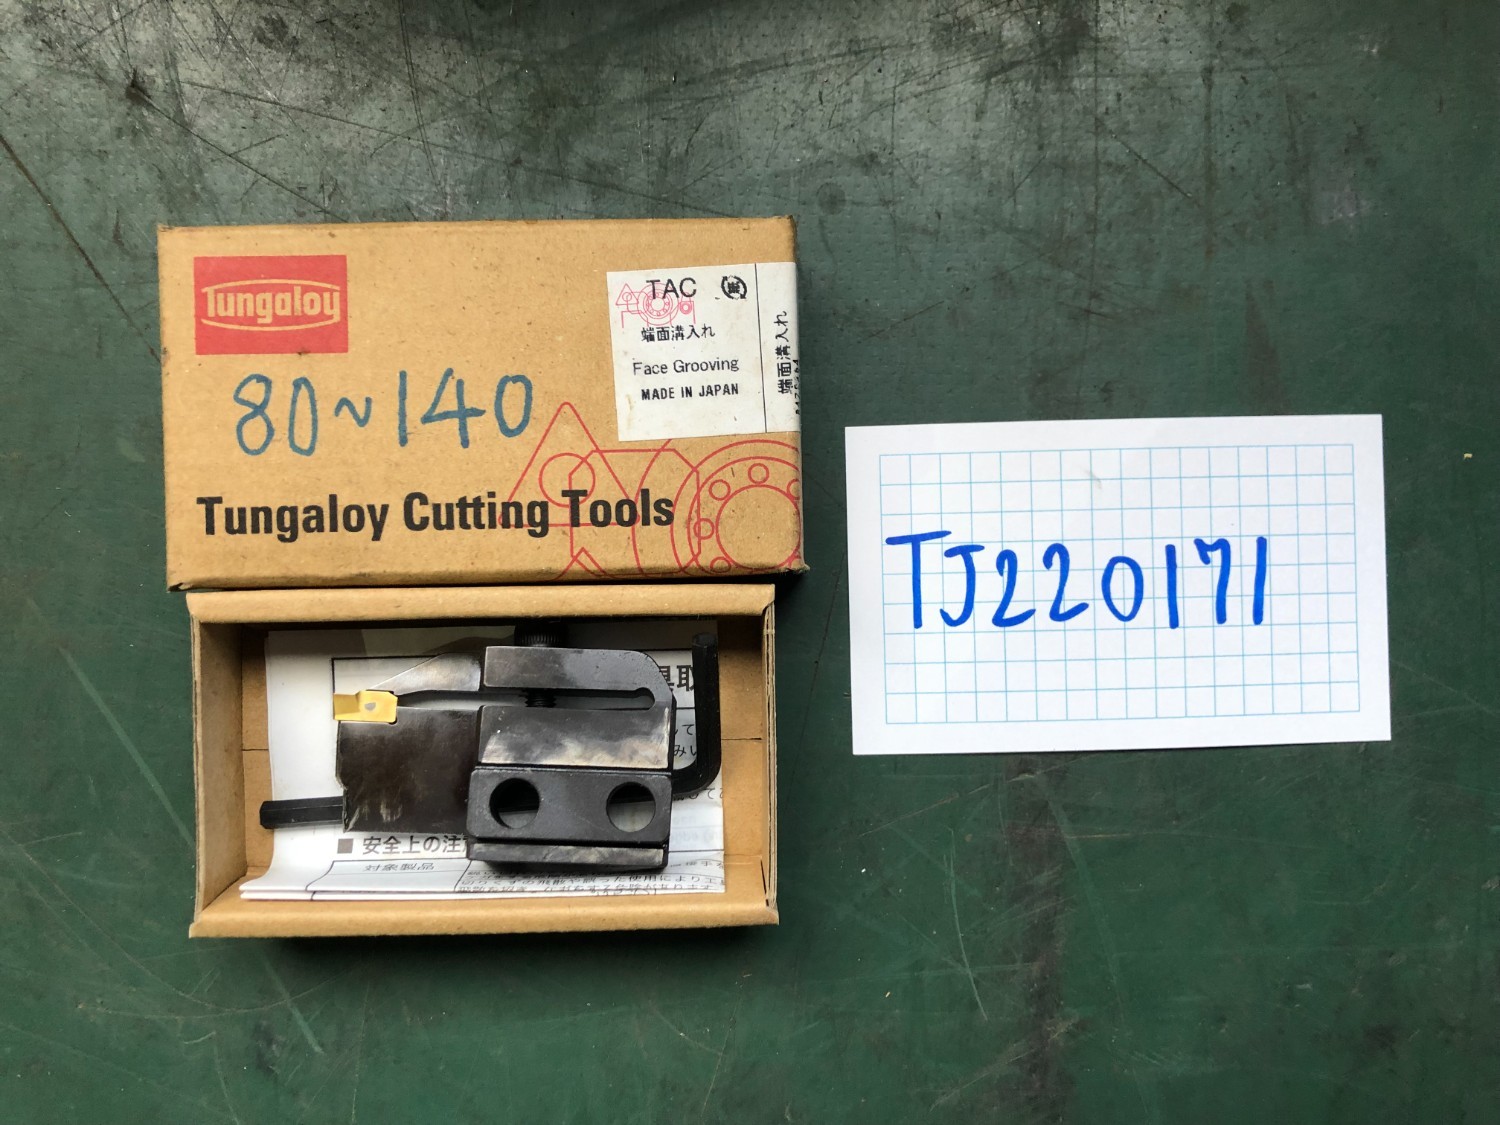 Tungaloy
TAC
端面溝入れ
Face Grooving
MADE IN JAPAN
端面溝入れ
80~140
Tungaloy Cutting Tools
TJ220171
■ 安全上の注
対象製品